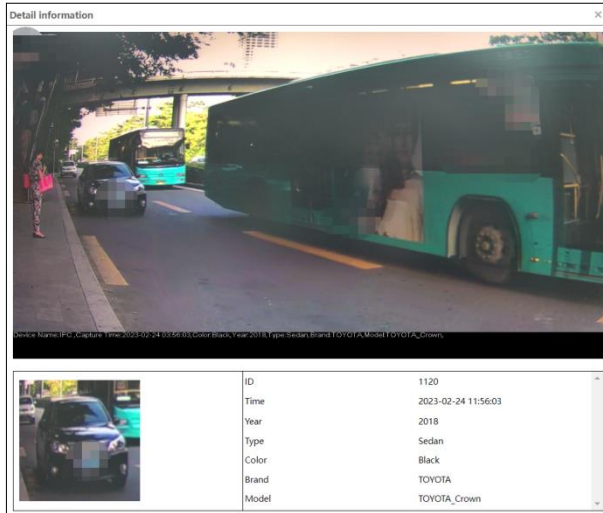 Detail information ×
Device Name:IPC ,Capture Time:2023-02-24 03:56:03,Color:Black,Year:2018,Type:Sedan,Brand:TOYOTA,Model:TOYOTA_Crown,
ID 1120
Time 2023-02-24 11:56:03
Year 2018
Type Sedan
Color Black
Brand TOYOTA
Model TOYOTA_Crown